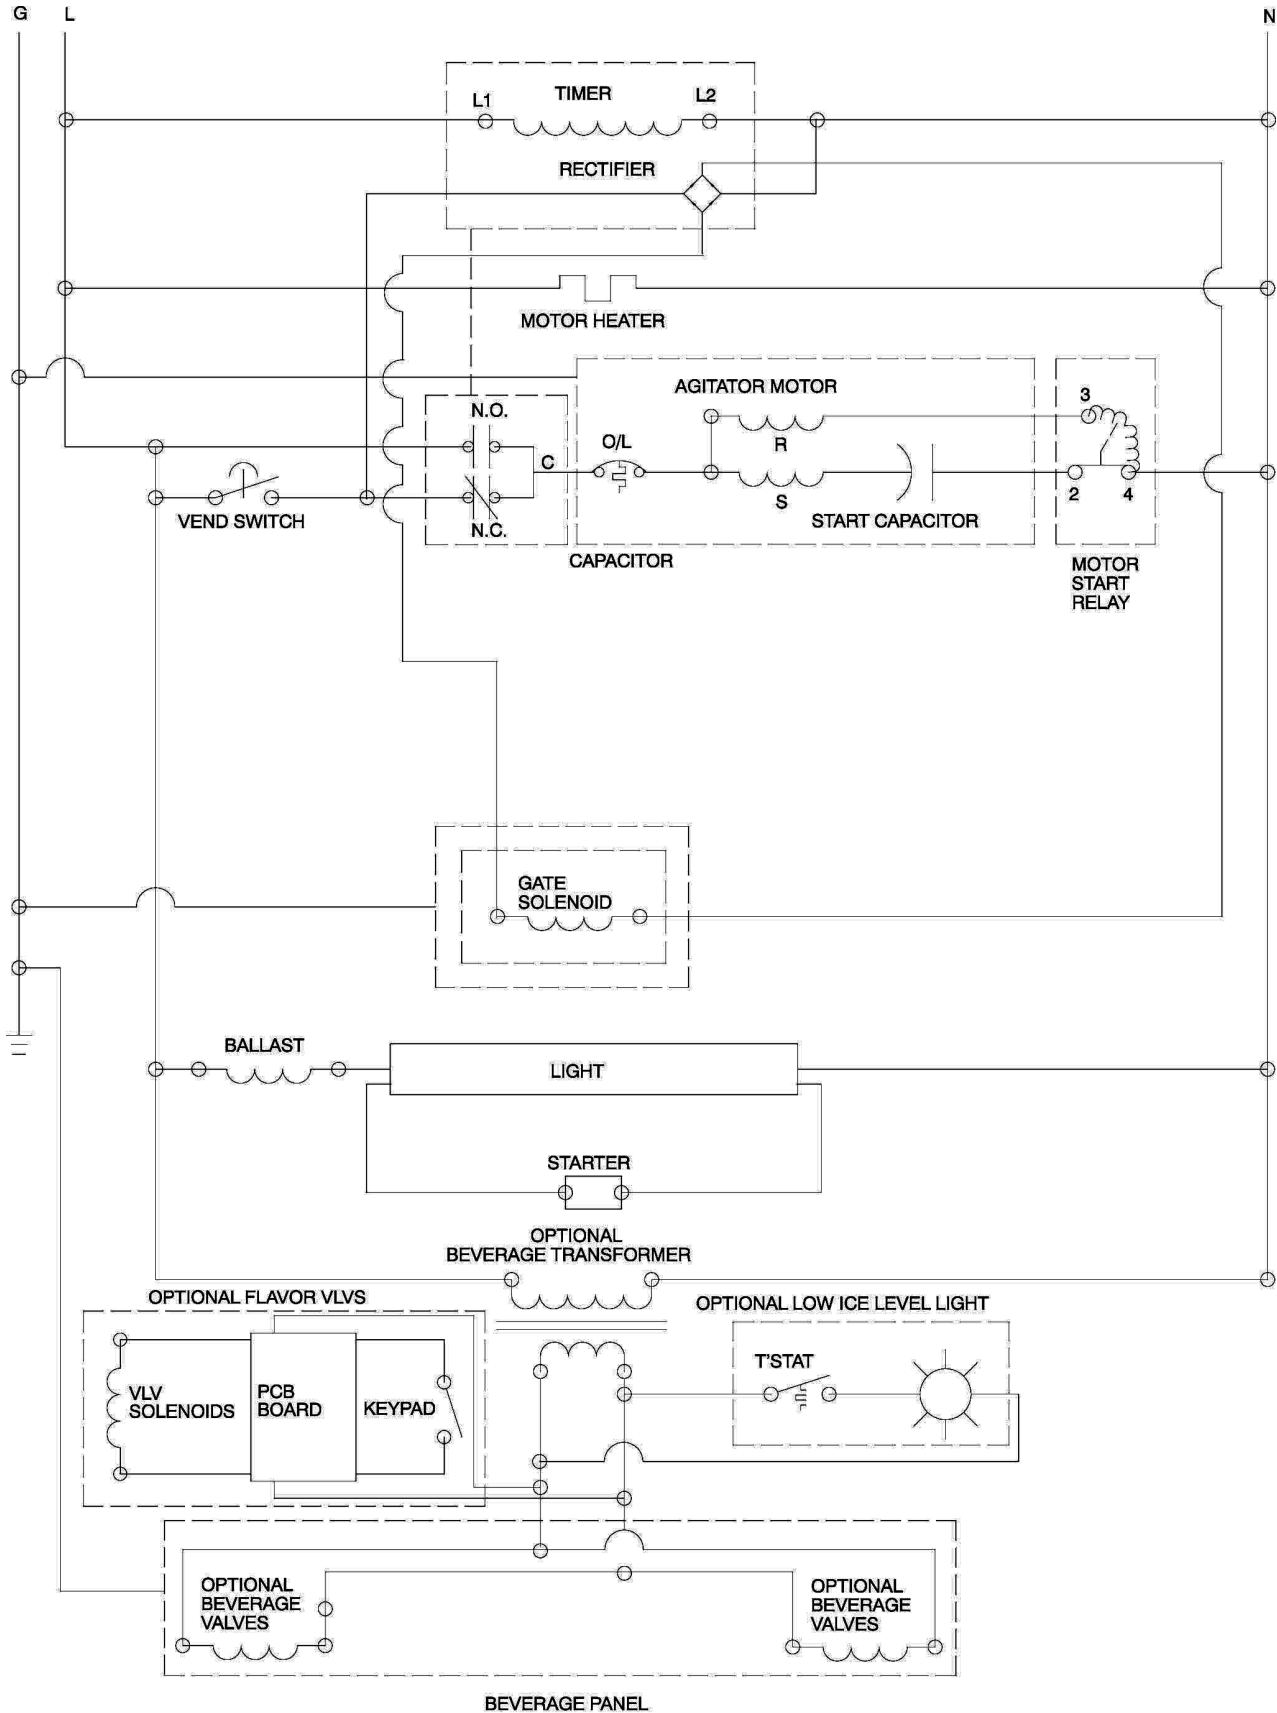 G
L
N
TIMER
L1
L2
RECTIFIER
MOTOR HEATER
AGITATOR MOTOR
3
N.O.
O/L
R
C
2
4
S
VEND SWITCH
START CAPACITOR
N.C.
CAPACITOR
MOTOR
START
RELAY
GATE
SOLENOID
BALLAST
LIGHT
STARTER
OPTIONAL
BEVERAGE TRANSFORMER
OPTIONAL FLAVOR VLVS
OPTIONAL LOW ICE LEVEL LIGHT
T'STAT
VLV
SOLENOIDS
PCB
BOARD
KEYPAD
OPTIONAL
BEVERAGE
VALVES
OPTIONAL
BEVERAGE
VALVES
BEVERAGE PANEL